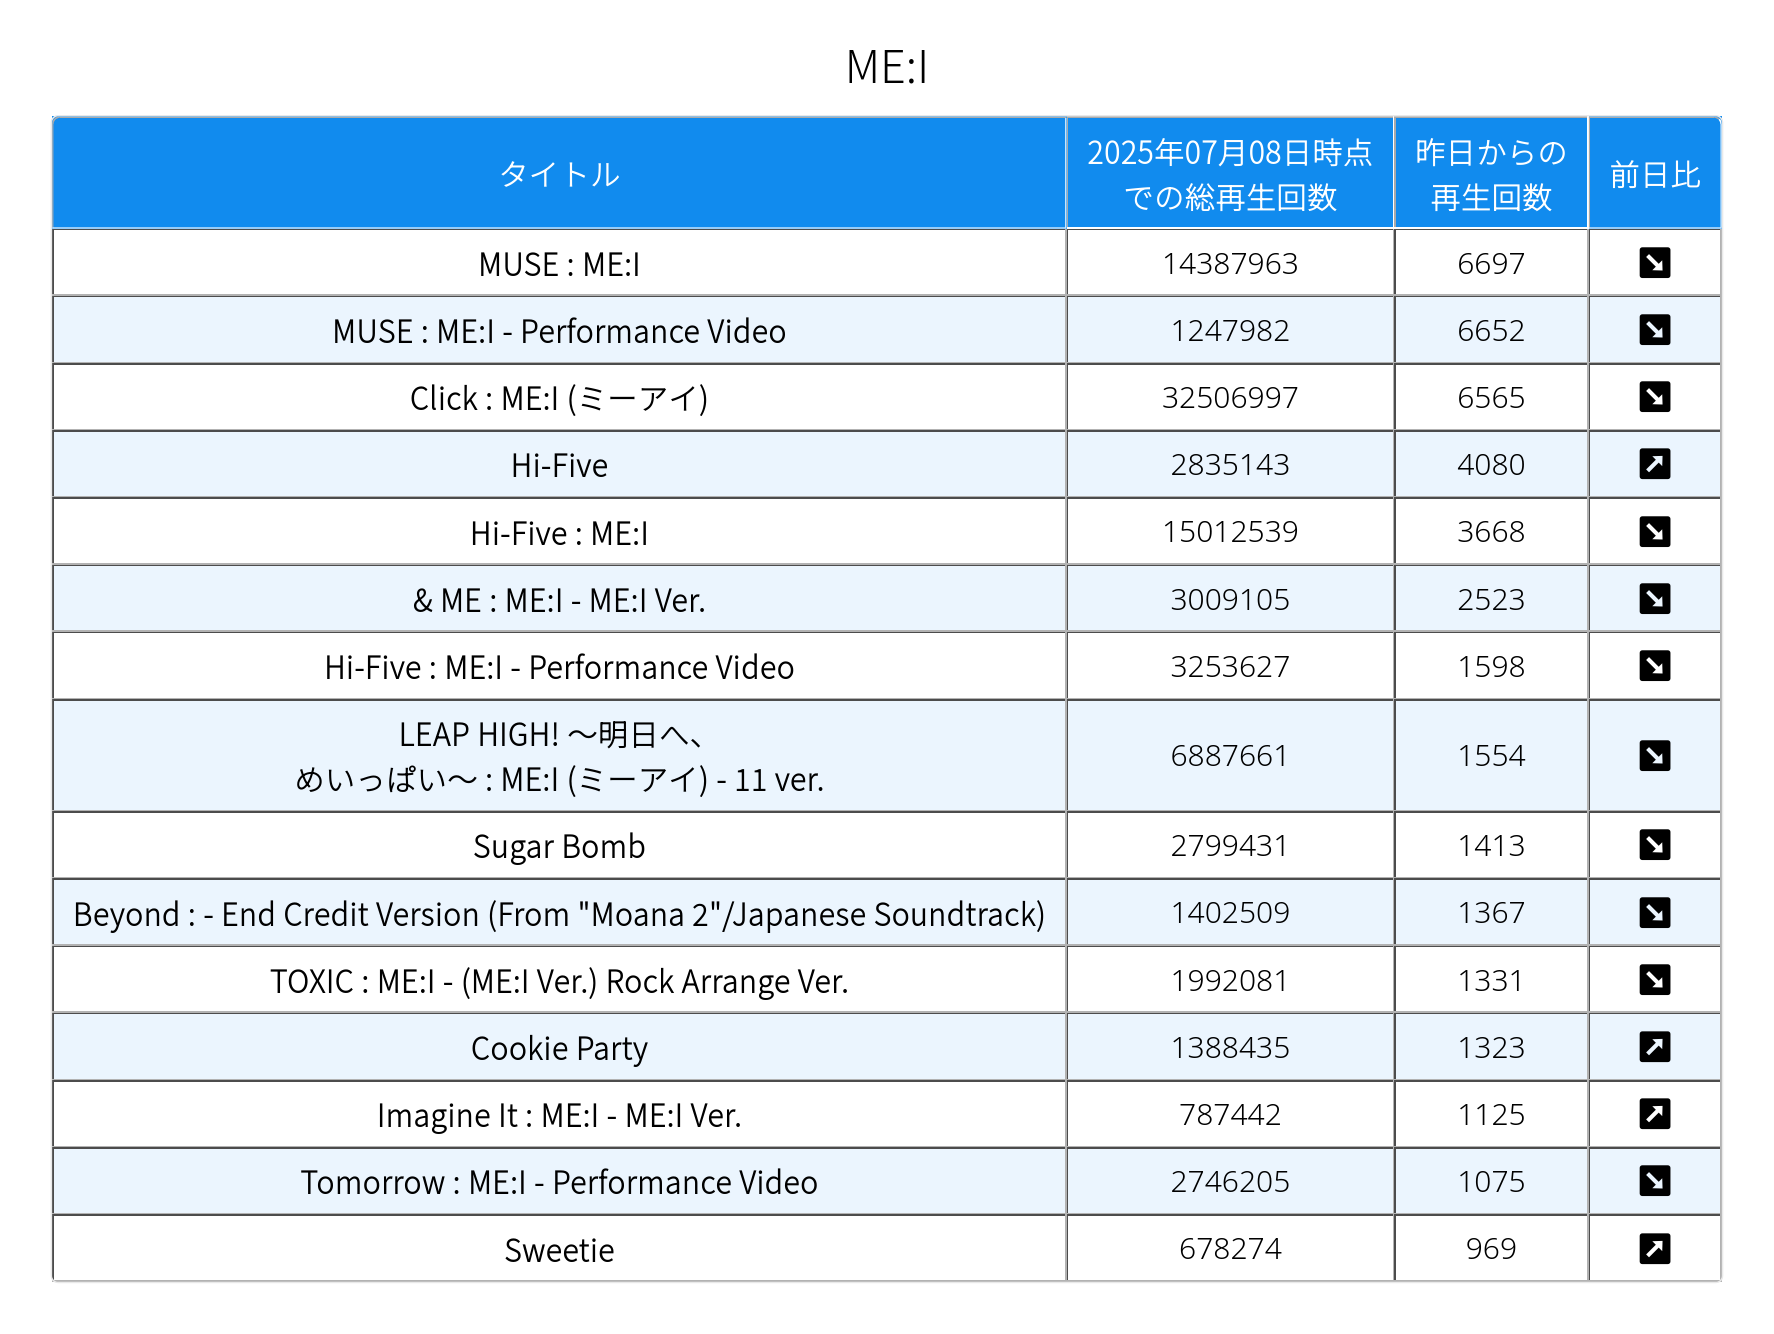 ME:I
タイトル
2025年07月08日時点
での総再生回数
昨日からの
再生回数
前日比
MUSE : ME:I 14387963 6697 ↘
MUSE : ME:I - Performance Video 1247982 6652 ↘
Click : ME:I (ミーアイ) 32506997 6565 ↘
Hi-Five 2835143 4080 ↗
Hi-Five : ME:I 15012539 3668 ↘
& ME : ME:I - ME:I Ver. 3009105 2523 ↘
Hi-Five : ME:I - Performance Video 3253627 1598 ↘
LEAP HIGH! ～明日へ、
めいっぱい～ : ME:I (ミーアイ) - 11 ver. 6887661 1554 ↘
Sugar Bomb 2799431 1413 ↘
Beyond : - End Credit Version (From "Moana 2"/Japanese Soundtrack) 1402509 1367 ↘
TOXIC : ME:I - (ME:I Ver.) Rock Arrange Ver. 1992081 1331 ↘
Cookie Party 1388435 1323 ↗
Imagine It : ME:I - ME:I Ver. 787442 1125 ↗
Tomorrow : ME:I - Performance Video 2746205 1075 ↘
Sweetie 678274 969 ↗